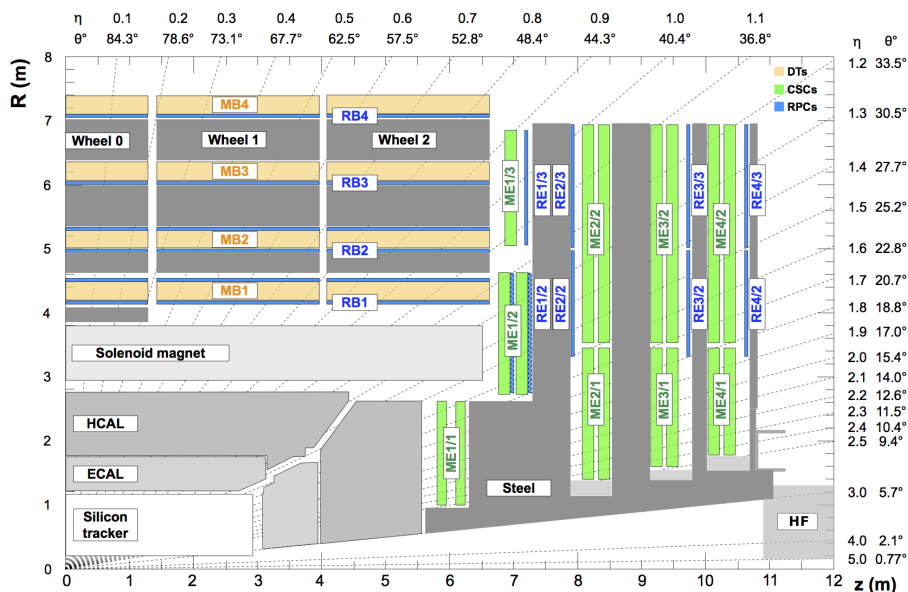 η 0.1 0.2 0.3 0.4 0.5 0.6 0.7 0.8 0.9 1.0 1.1
θ° 84.3° 78.6° 73.1° 67.7° 62.5° 57.5° 52.8° 48.4° 44.3° 40.4° 36.8° η θ°
R (m)
8
7
6
5
4
3
2
1
0
1.2 33.5°
1.3 30.5°
1.4 27.7°
1.5 25.2°
1.6 22.8°
1.7 20.7°
1.8 18.8°
1.9 17.0°
2.0 15.4°
2.1 14.0°
2.2 12.6°
2.3 11.5°
2.4 10.4°
2.5 9.4°
3.0 5.7°
4.0 2.1°
5.0 0.77°
DTs
CSCs
RPCs
MB4
RB4
Wheel 0 Wheel 1 Wheel 2
MB3
RB3
MB2
RB2
MB1
RB1
Solenoid magnet
HCAL
ECAL
Silicon
tracker
Steel
HF
ME1/3
RE1/3
RE2/3
ME2/2
ME3/2
RE3/3
ME4/2
RE4/3
ME1/2
RE1/2
RE2/2
RE3/2
RE4/2
ME1/1
ME2/1
ME3/1
ME4/1
0 1 2 3 4 5 6 7 8 9 10 11 12
z (m)